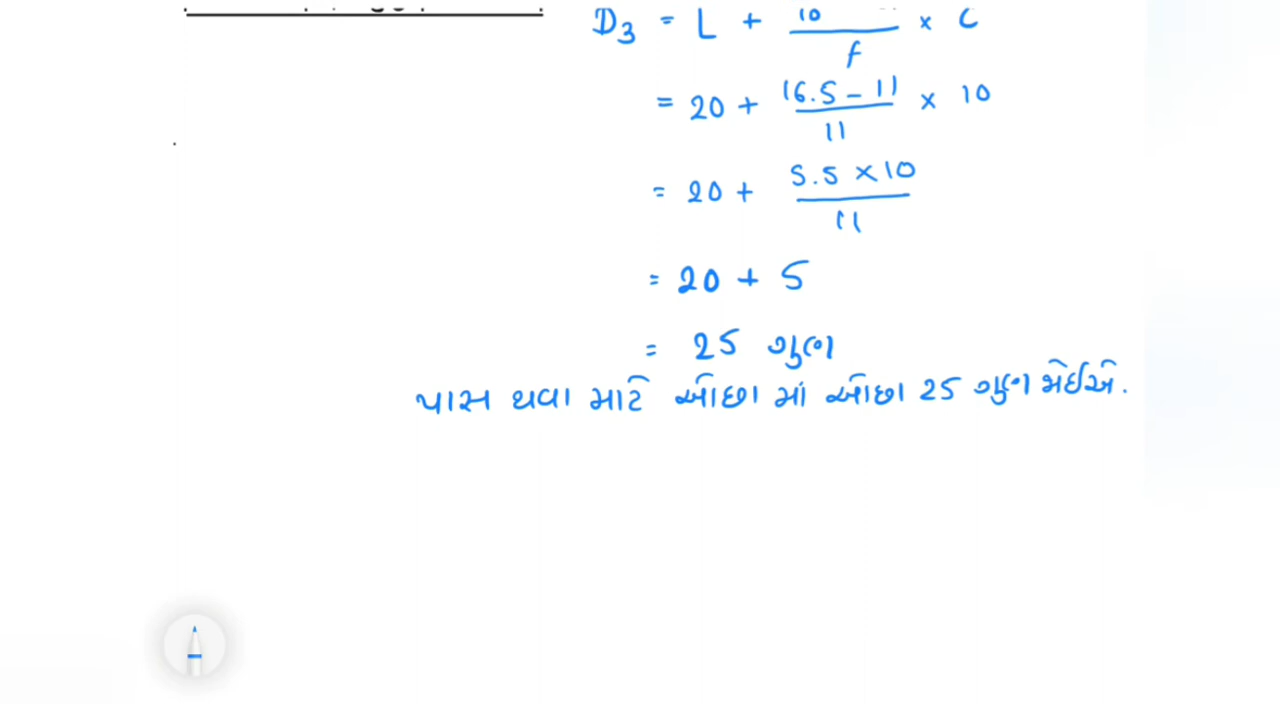 D3 = L + 10 / f × C
= 20 + 16.5 - 11 / 11 × 10
= 20 + 5.5 × 10 / 11
= 20 + 5
= 25 ગુણ
પાસ થવા માટે ઓછા માં ઓછા 25 ગુણ જોઈએ.